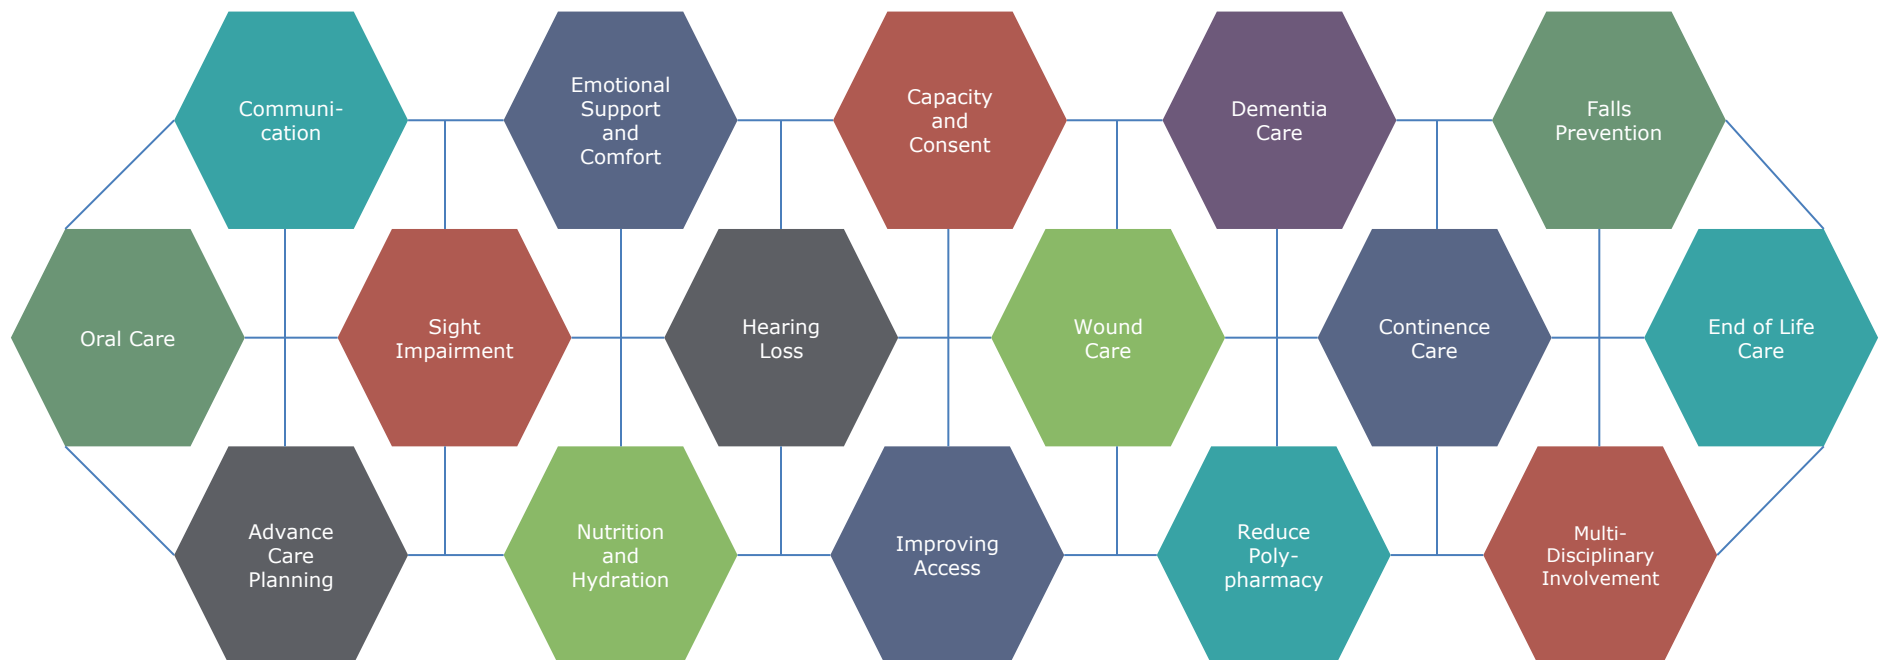 Communi-
cation
Emotional
Support
and
Comfort
Capacity
and
Consent
Dementia
Care
Falls
Prevention
Oral Care
Sight
Impairment
Hearing
Loss
Wound
Care
Continence
Care
End of Life
Care
Advance
Care
Planning
Nutrition
and
Hydration
Improving
Access
Reduce
Poly-
pharmacy
Multi-
Disciplinary
Involvement